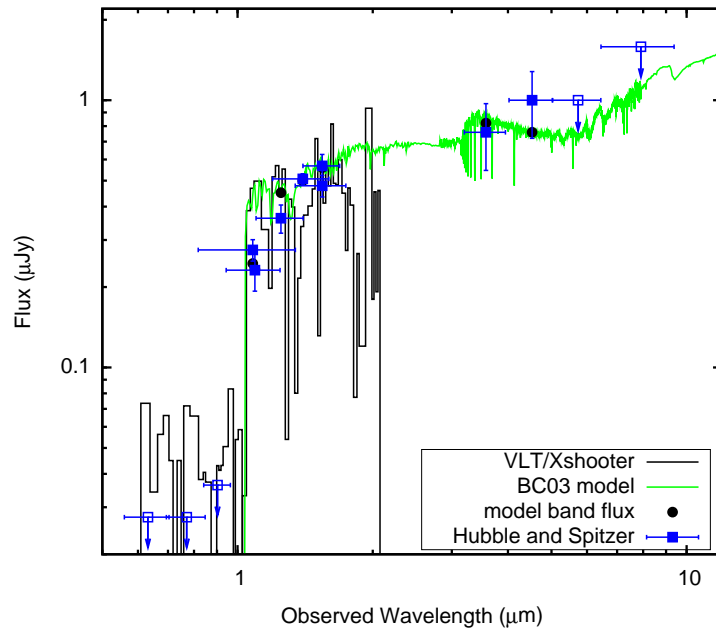 1
0.1
Flux (μJy)
1
10
Observed Wavelength (μm)
VLT/Xshooter
BC03 model
model band flux
Hubble and Spitzer